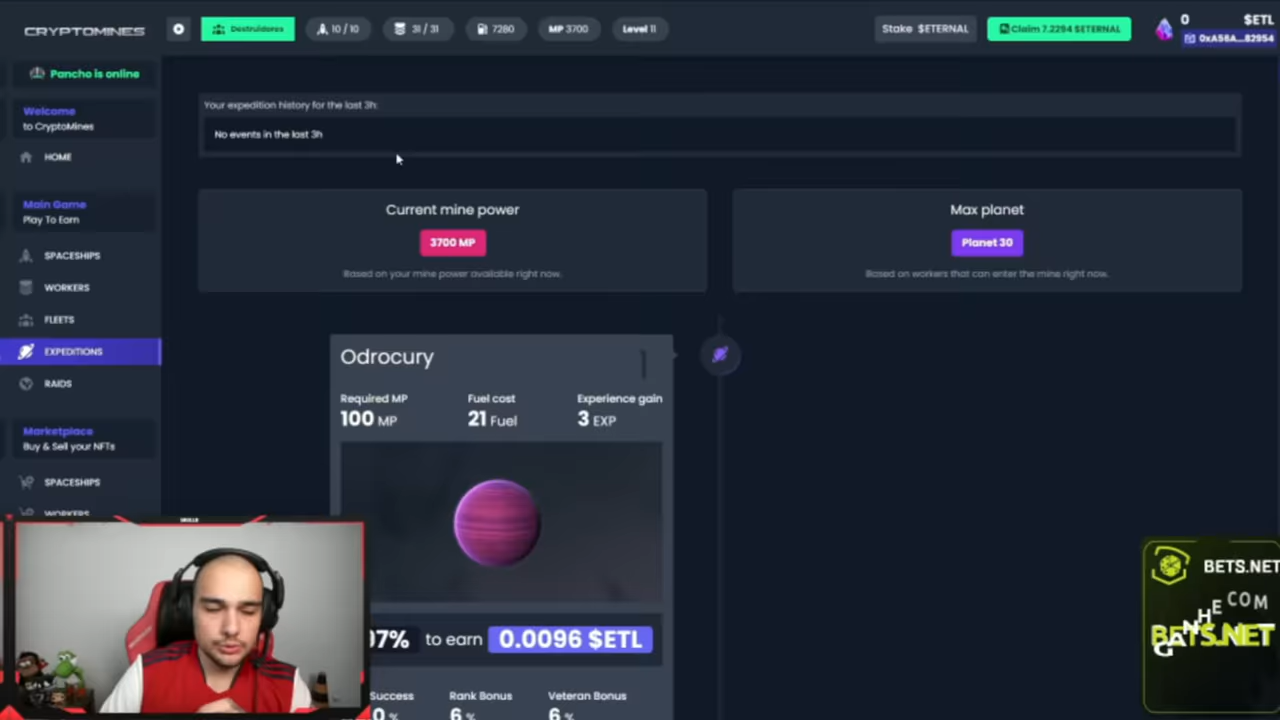 CRYPTOMINES
Destruidores
10 / 10
31 / 31
7280
MP 3700
Level 11
Stake $ETERNAL
Claim 7.2294 $ETERNAL
0
$ETL
0xA56A...82954
Pancho is online
Welcome
to CryptoMines
HOME
Main Game
Play To Earn
SPACESHIPS
WORKERS
FLEETS
EXPEDITIONS
RAIDS
Marketplace
Buy & Sell your NFTs
SPACESHIPS
WORKERS
Your expedition history for the last 3h:
No events in the last 3h
Current mine power
3700 MP
Based on your mine power available right now.
Max planet
Planet 30
Based on workers that can enter the mine right now.
Odrocury
Required MP
100 MP
Fuel cost
21 Fuel
Experience gain
3 EXP
97% to earn 0.0096 $ETL
Success
0 %
Rank Bonus
6 %
Veteran Bonus
6 %
BETS.NET
GANHE COM
BETS.NET